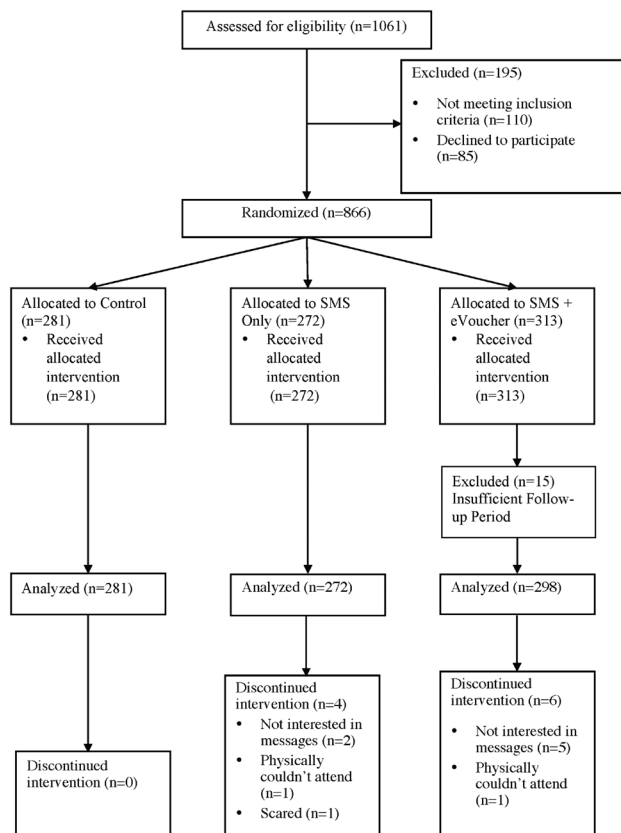 Assessed for eligibility (n=1061)
Excluded (n=195)
• Not meeting inclusion
criteria (n=110)
• Declined to participate
(n=85)
Randomized (n=866)
Allocated to Control
(n=281)
• Received
allocated
intervention
(n=281)
Allocated to SMS
Only (n=272)
• Received
allocated
intervention
(n=272)
Allocated to SMS +
eVoucher (n=313)
• Received
allocated
intervention
(n=313)
Excluded (n=15)
Insufficient Follow-
up Period
Analyzed (n=281)
Analyzed (n=272)
Analyzed (n=298)
Discontinued
intervention (n=0)
Discontinued
intervention (n=4)
• Not interested in
messages (n=2)
• Physically
couldn't attend
(n=1)
• Scared (n=1)
Discontinued
intervention (n=6)
• Not interested in
messages (n=5)
• Physically
couldn't attend
(n=1)